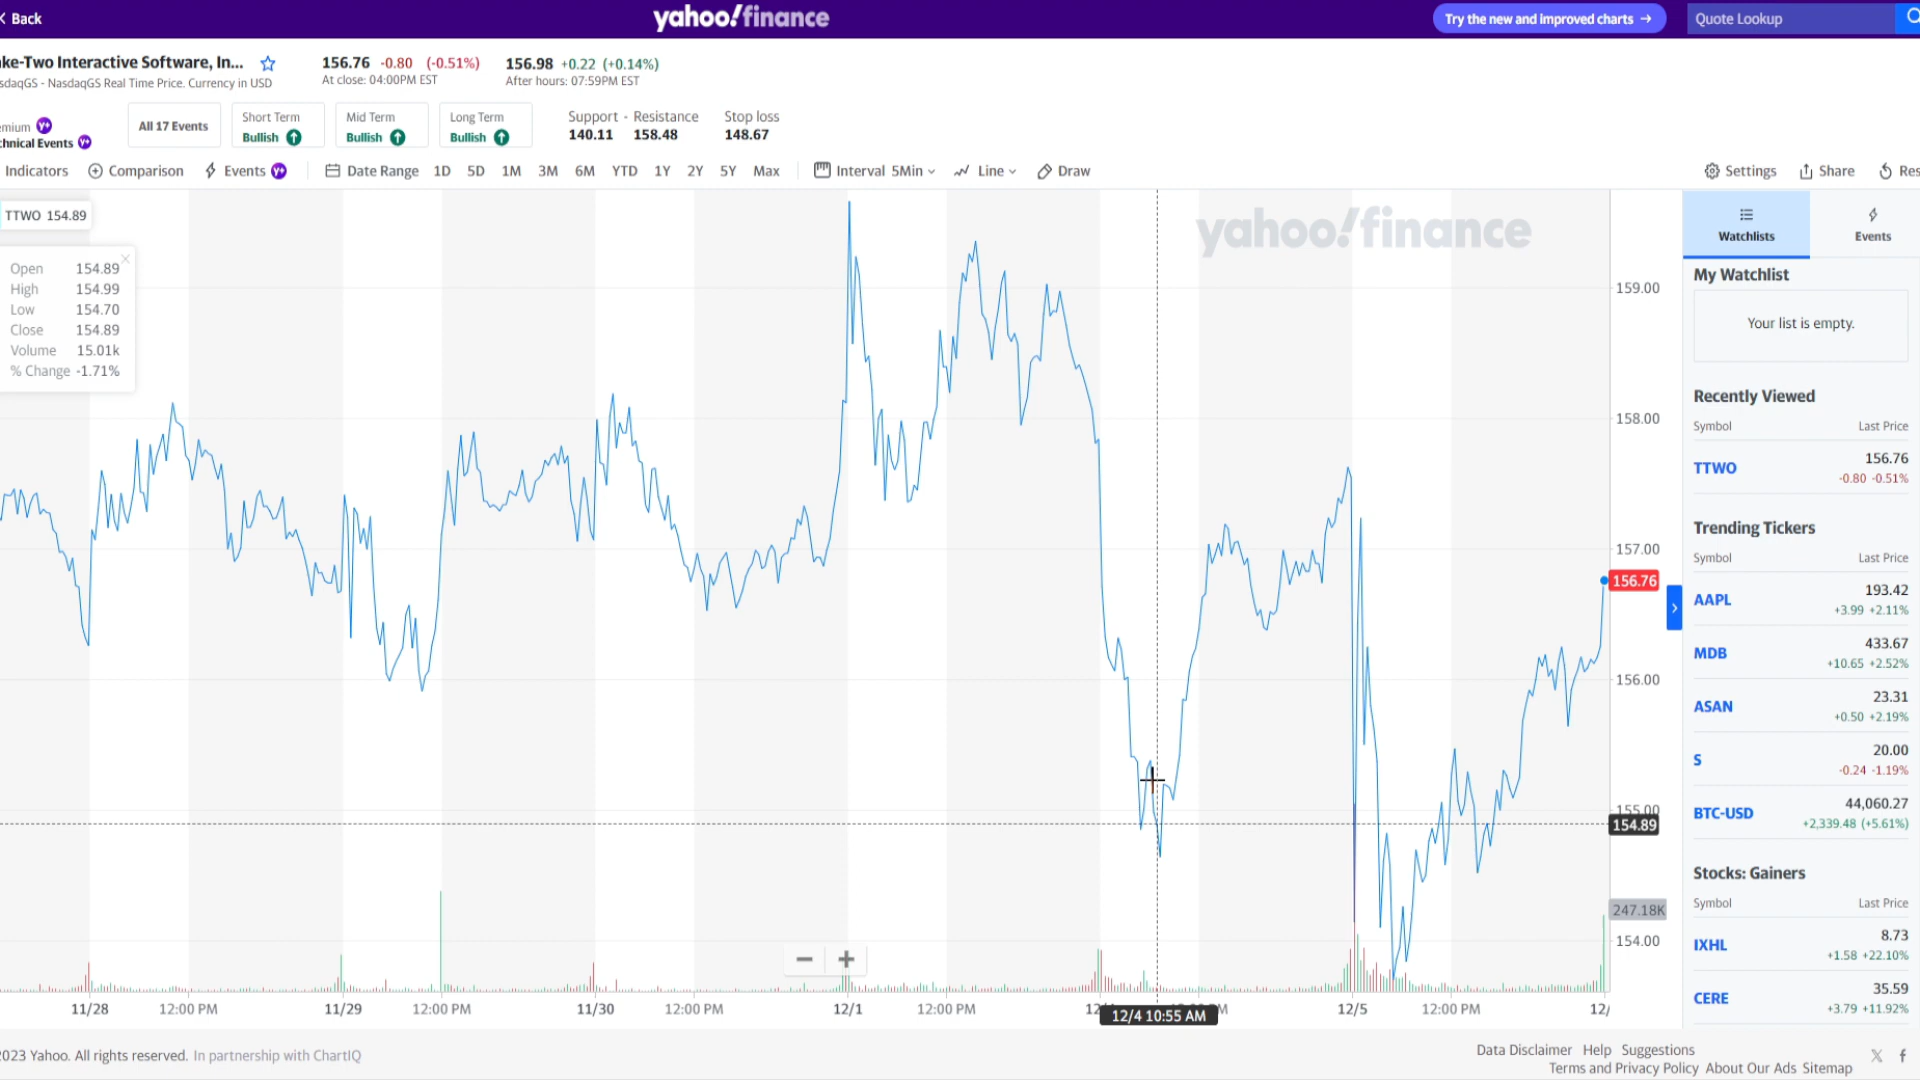 Back
yahoo!finance
Try the new and improved charts →
Quote Lookup
ke-Two Interactive Software, In...
156.76 -0.80 (-0.51%)
156.98 +0.22 (+0.14%)
sdaqGS - NasdaqGS Real Time Price. Currency in USD
At close: 04:00PM EST
After hours: 07:59PM EST
mium Y+
chnical Events Y+
All 17 Events
Short Term
Bullish
Mid Term
Bullish
Long Term
Bullish
Support - Resistance
140.11 158.48
Stop loss
148.67
Indicators
Comparison
Events Y+
Date Range 1D 5D 1M 3M 6M YTD 1Y 2Y 5Y Max
Interval 5Min
Line
Draw
Settings
Share
Res
TTWO 154.89
Open 154.89
High 154.99
Low 154.70
Close 154.89
Volume 15.01k
% Change -1.71%
yahoo!finance
159.00
158.00
157.00
156.76
156.00
155.00
154.89
247.18K
154.00
11/28 12:00 PM 11/29 12:00 PM 11/30 12:00 PM 12/1 12:00 PM 12/4 10:55 AM 12/5 12:00 PM 12/
Watchlists
Events
My Watchlist
Your list is empty.
Recently Viewed
Symbol Last Price
TTWO 156.76
-0.80 -0.51%
Trending Tickers
Symbol Last Price
AAPL 193.42
+3.99 +2.11%
MDB 433.67
+10.65 +2.52%
ASAN 23.31
+0.50 +2.19%
S 20.00
-0.24 -1.19%
BTC-USD 44,060.27
+2,339.48 (+5.61%)
Stocks: Gainers
Symbol Last Price
IXHL 8.73
+1.58 +22.10%
CERE 35.59
+3.79 +11.92%
2023 Yahoo. All rights reserved. In partnership with ChartIQ
Data Disclaimer Help Suggestions
Terms and Privacy Policy About Our Ads Sitemap